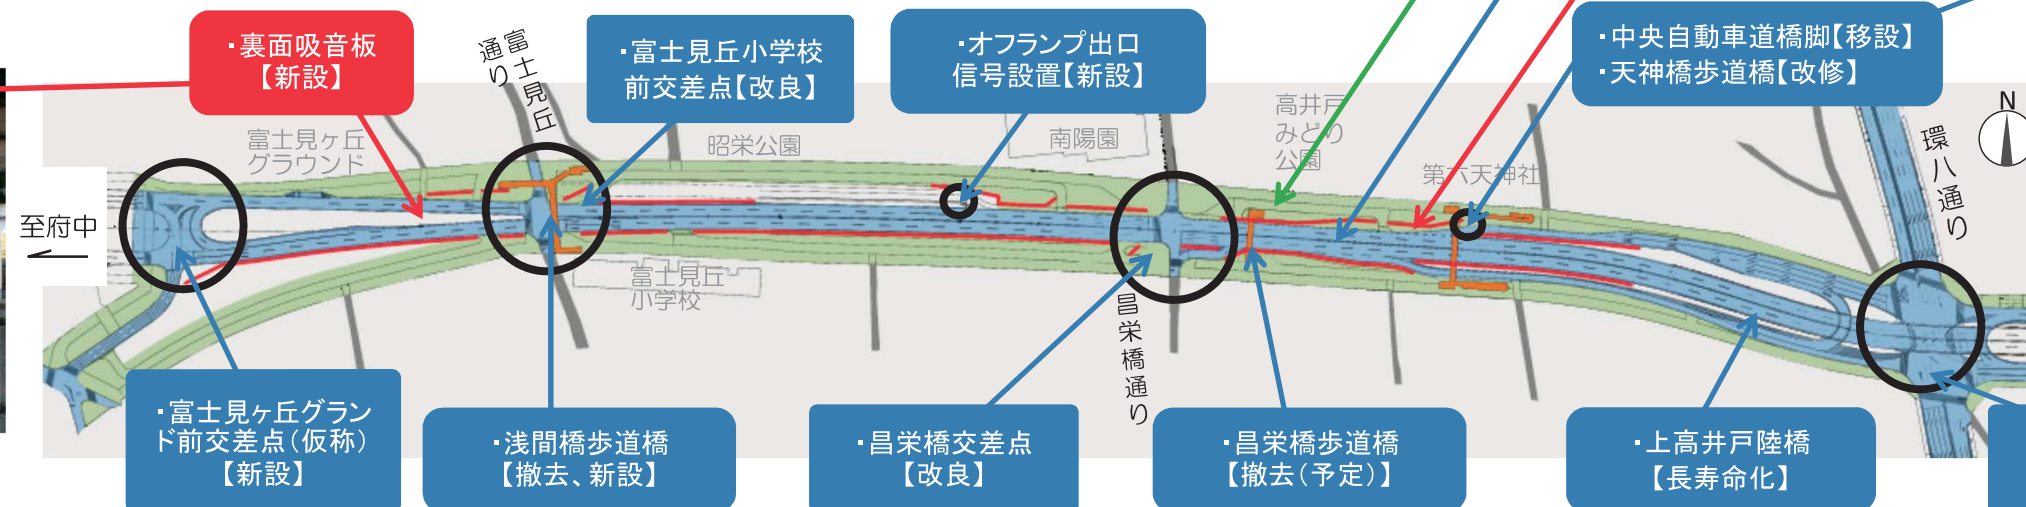 ・裏面吸音板
【新設】
富士見丘
通り
・富士見丘小学校
前交差点【改良】
・オフランプ出口
信号設置【新設】
・中央自動車道橋脚【移設】
・天神橋歩道橋【改修】
N
環八通り
富士見ヶ丘
グラウンド
昭栄公園
南陽園
高井戸
みどり
公園
第六天神社
至府中
富士見丘
小学校
昌栄橋通り
・富士見ヶ丘グラン
ド前交差点（仮称）
【新設】
・浅間橋歩道橋
【撤去、新設】
・昌栄橋交差点
【改良】
・昌栄橋歩道橋
【撤去（予定）】
・上高井戸陸橋
【長寿命化】